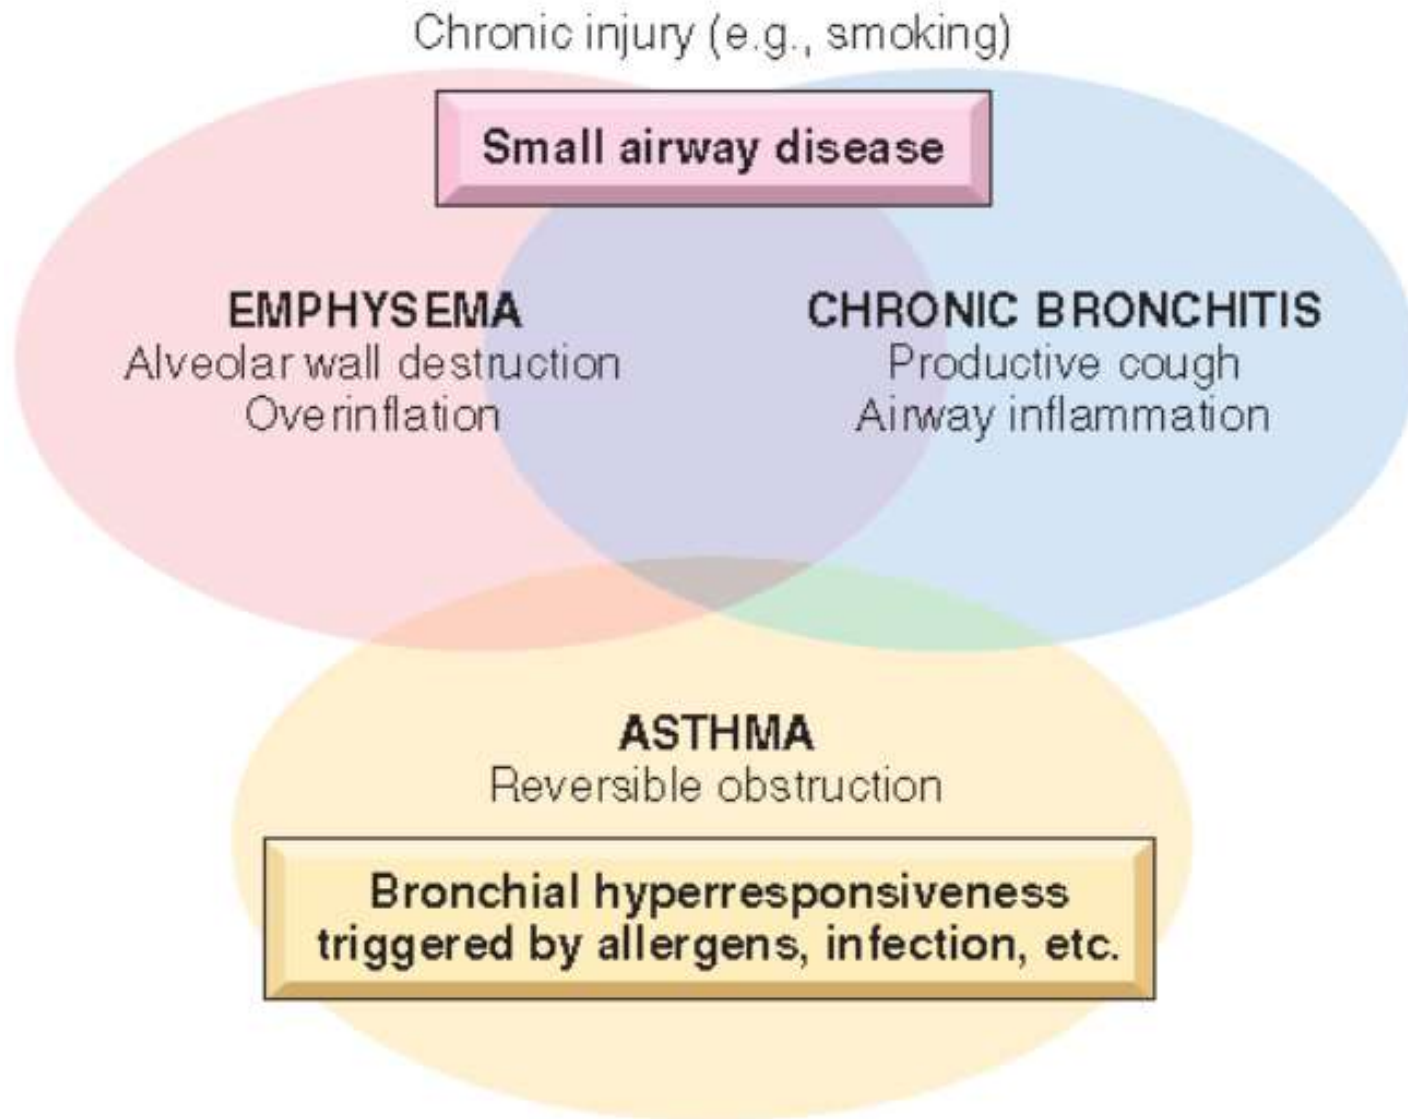 Chronic injury (e.g., smoking)
Small airway disease
EMPHYSEMA
Alveolar wall destruction
Overinflation
CHRONIC BRONCHITIS
Productive cough
Airway inflammation
ASTHMA
Reversible obstruction
Bronchial hyperresponsiveness
triggered by allergens, infection, etc.